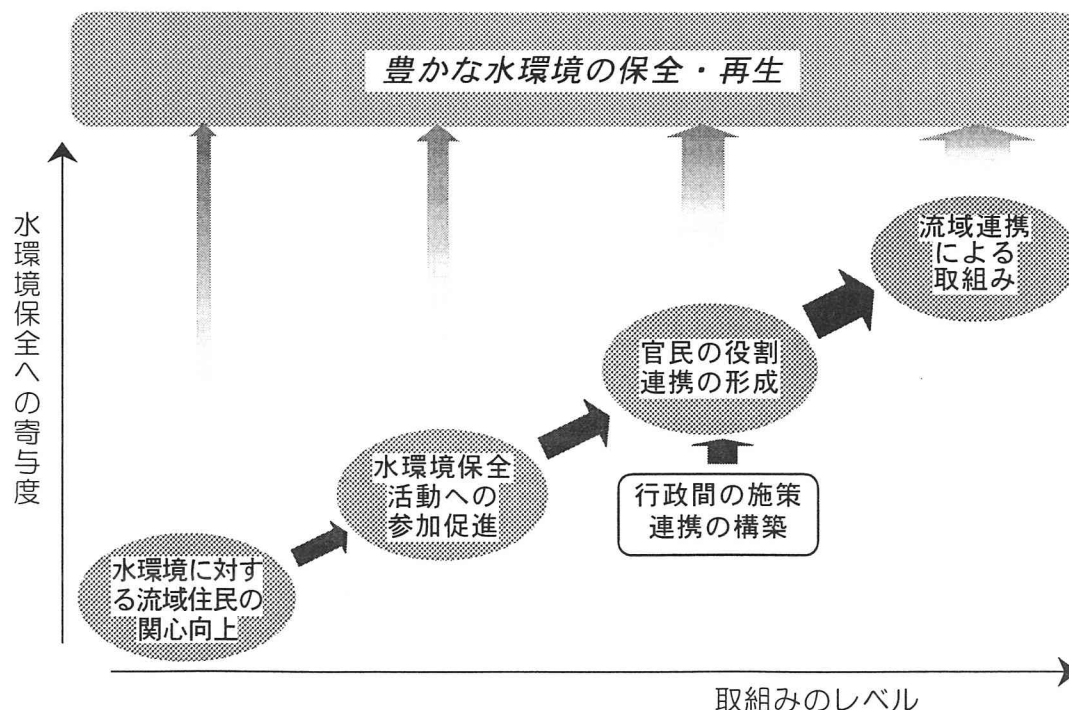 豊かな水環境の保全・再生
水環境保全への寄与度
流域連携
による
取組み
官民の役割
連携の形成
水環境保全
活動への
参加促進
行政間の施策
連携の構築
水環境に対す
る流域住民の
関心向上
取組みのレベル